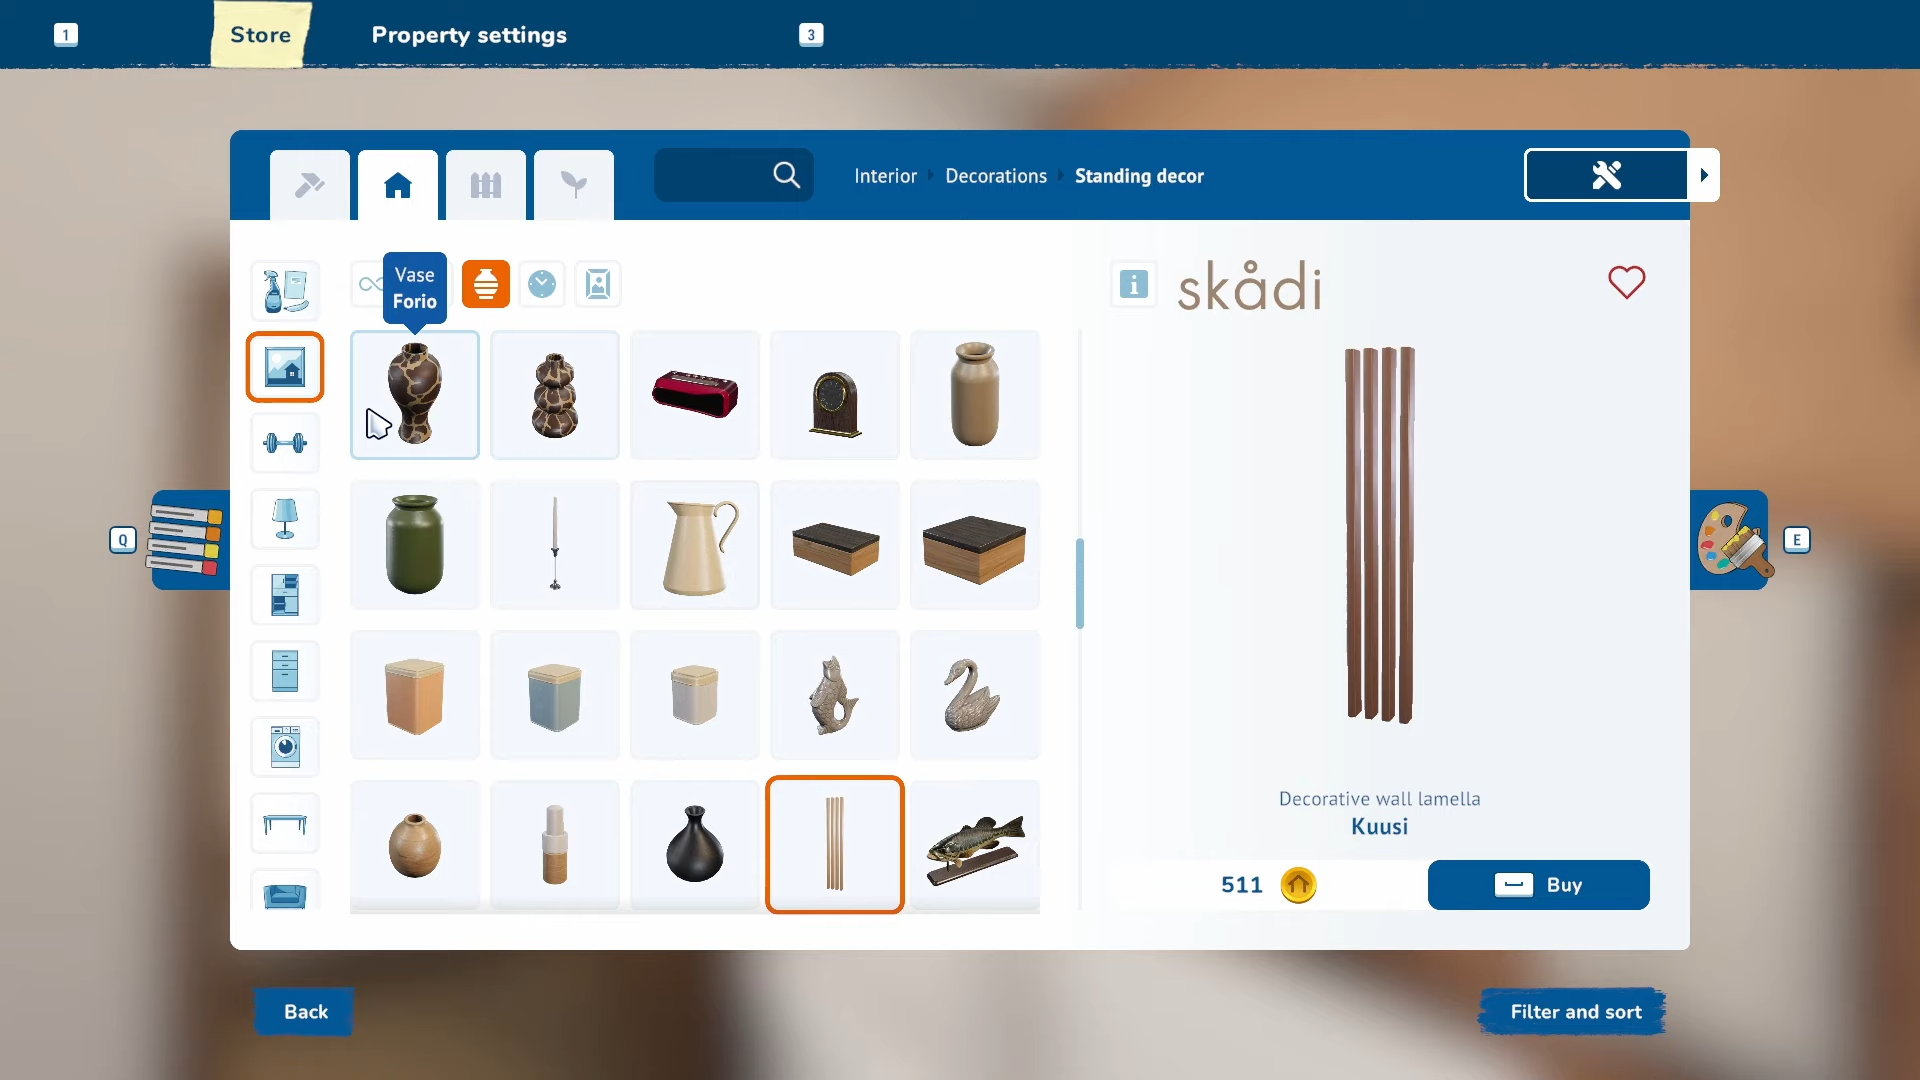 1
Store
Property settings
3
Interior
Decorations
Standing decor
Vase
Forio
i
skådi
Q
E
Decorative wall lamella
Kuusi
511
Buy
Back
Filter and sort